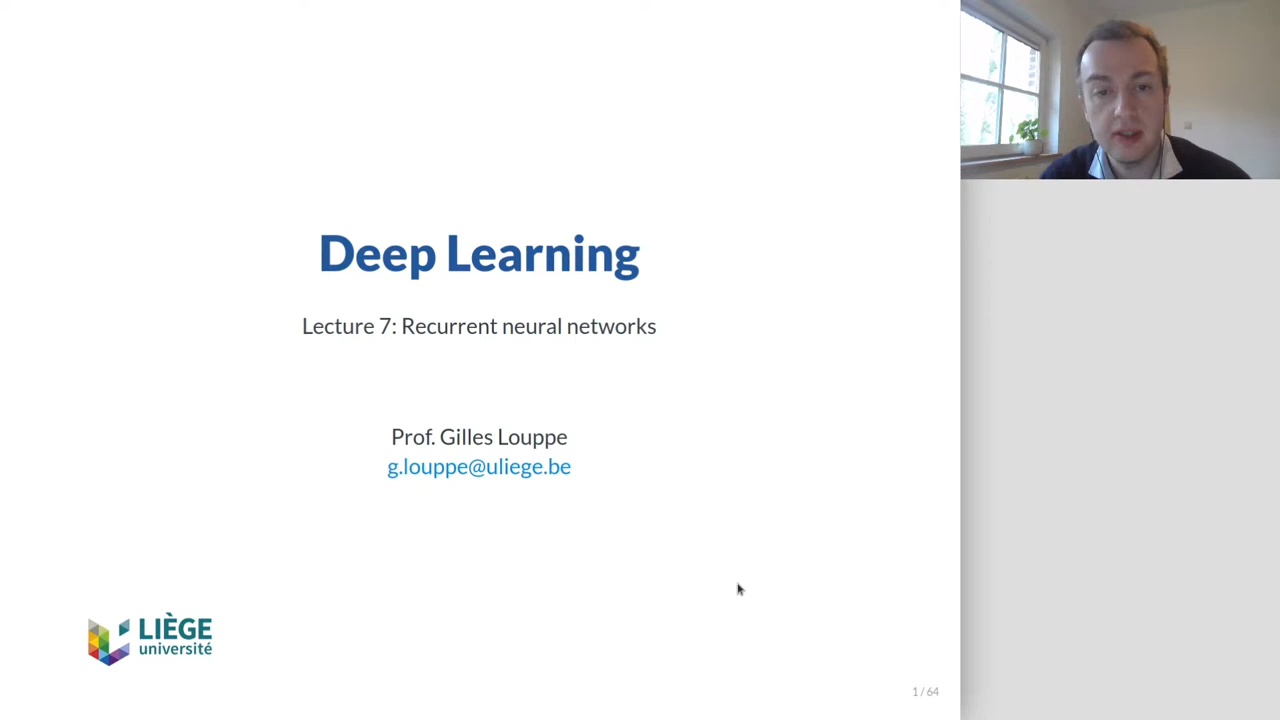 Deep Learning
Lecture 7: Recurrent neural networks
Prof. Gilles Louppe
g.louppe@uliege.be
LIÈGE
université
1 / 64